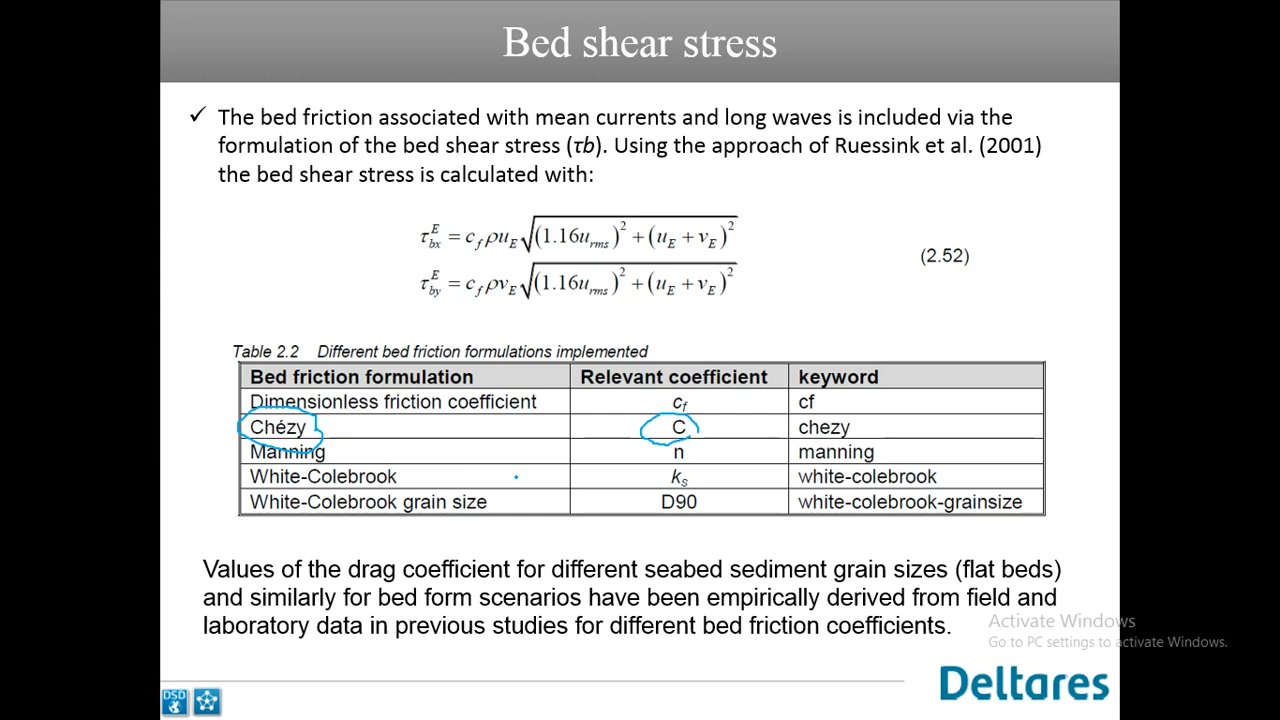 Bed shear stress
✓ The bed friction associated with mean currents and long waves is included via the
formulation of the bed shear stress (τb). Using the approach of Ruessink et al. (2001)
the bed shear stress is calculated with:
τ_bx^E = c_f ρu_E √((1.16u_rms)^2 + (u_E + v_E)^2)
(2.52)
τ_by^E = c_f ρv_E √((1.16u_rms)^2 + (u_E + v_E)^2)
Table 2.2 Different bed friction formulations implemented
Bed friction formulation Relevant coefficient keyword
Dimensionless friction coefficient c_f cf
Chézy C chezy
Manning n manning
White-Colebrook k_s white-colebrook
White-Colebrook grain size D90 white-colebrook-grainsize
Values of the drag coefficient for different seabed sediment grain sizes (flat beds)
and similarly for bed form scenarios have been empirically derived from field and
laboratory data in previous studies for different bed friction coefficients.
Activate Windows
Go to PC settings to activate Windows.
DSD
Deltares